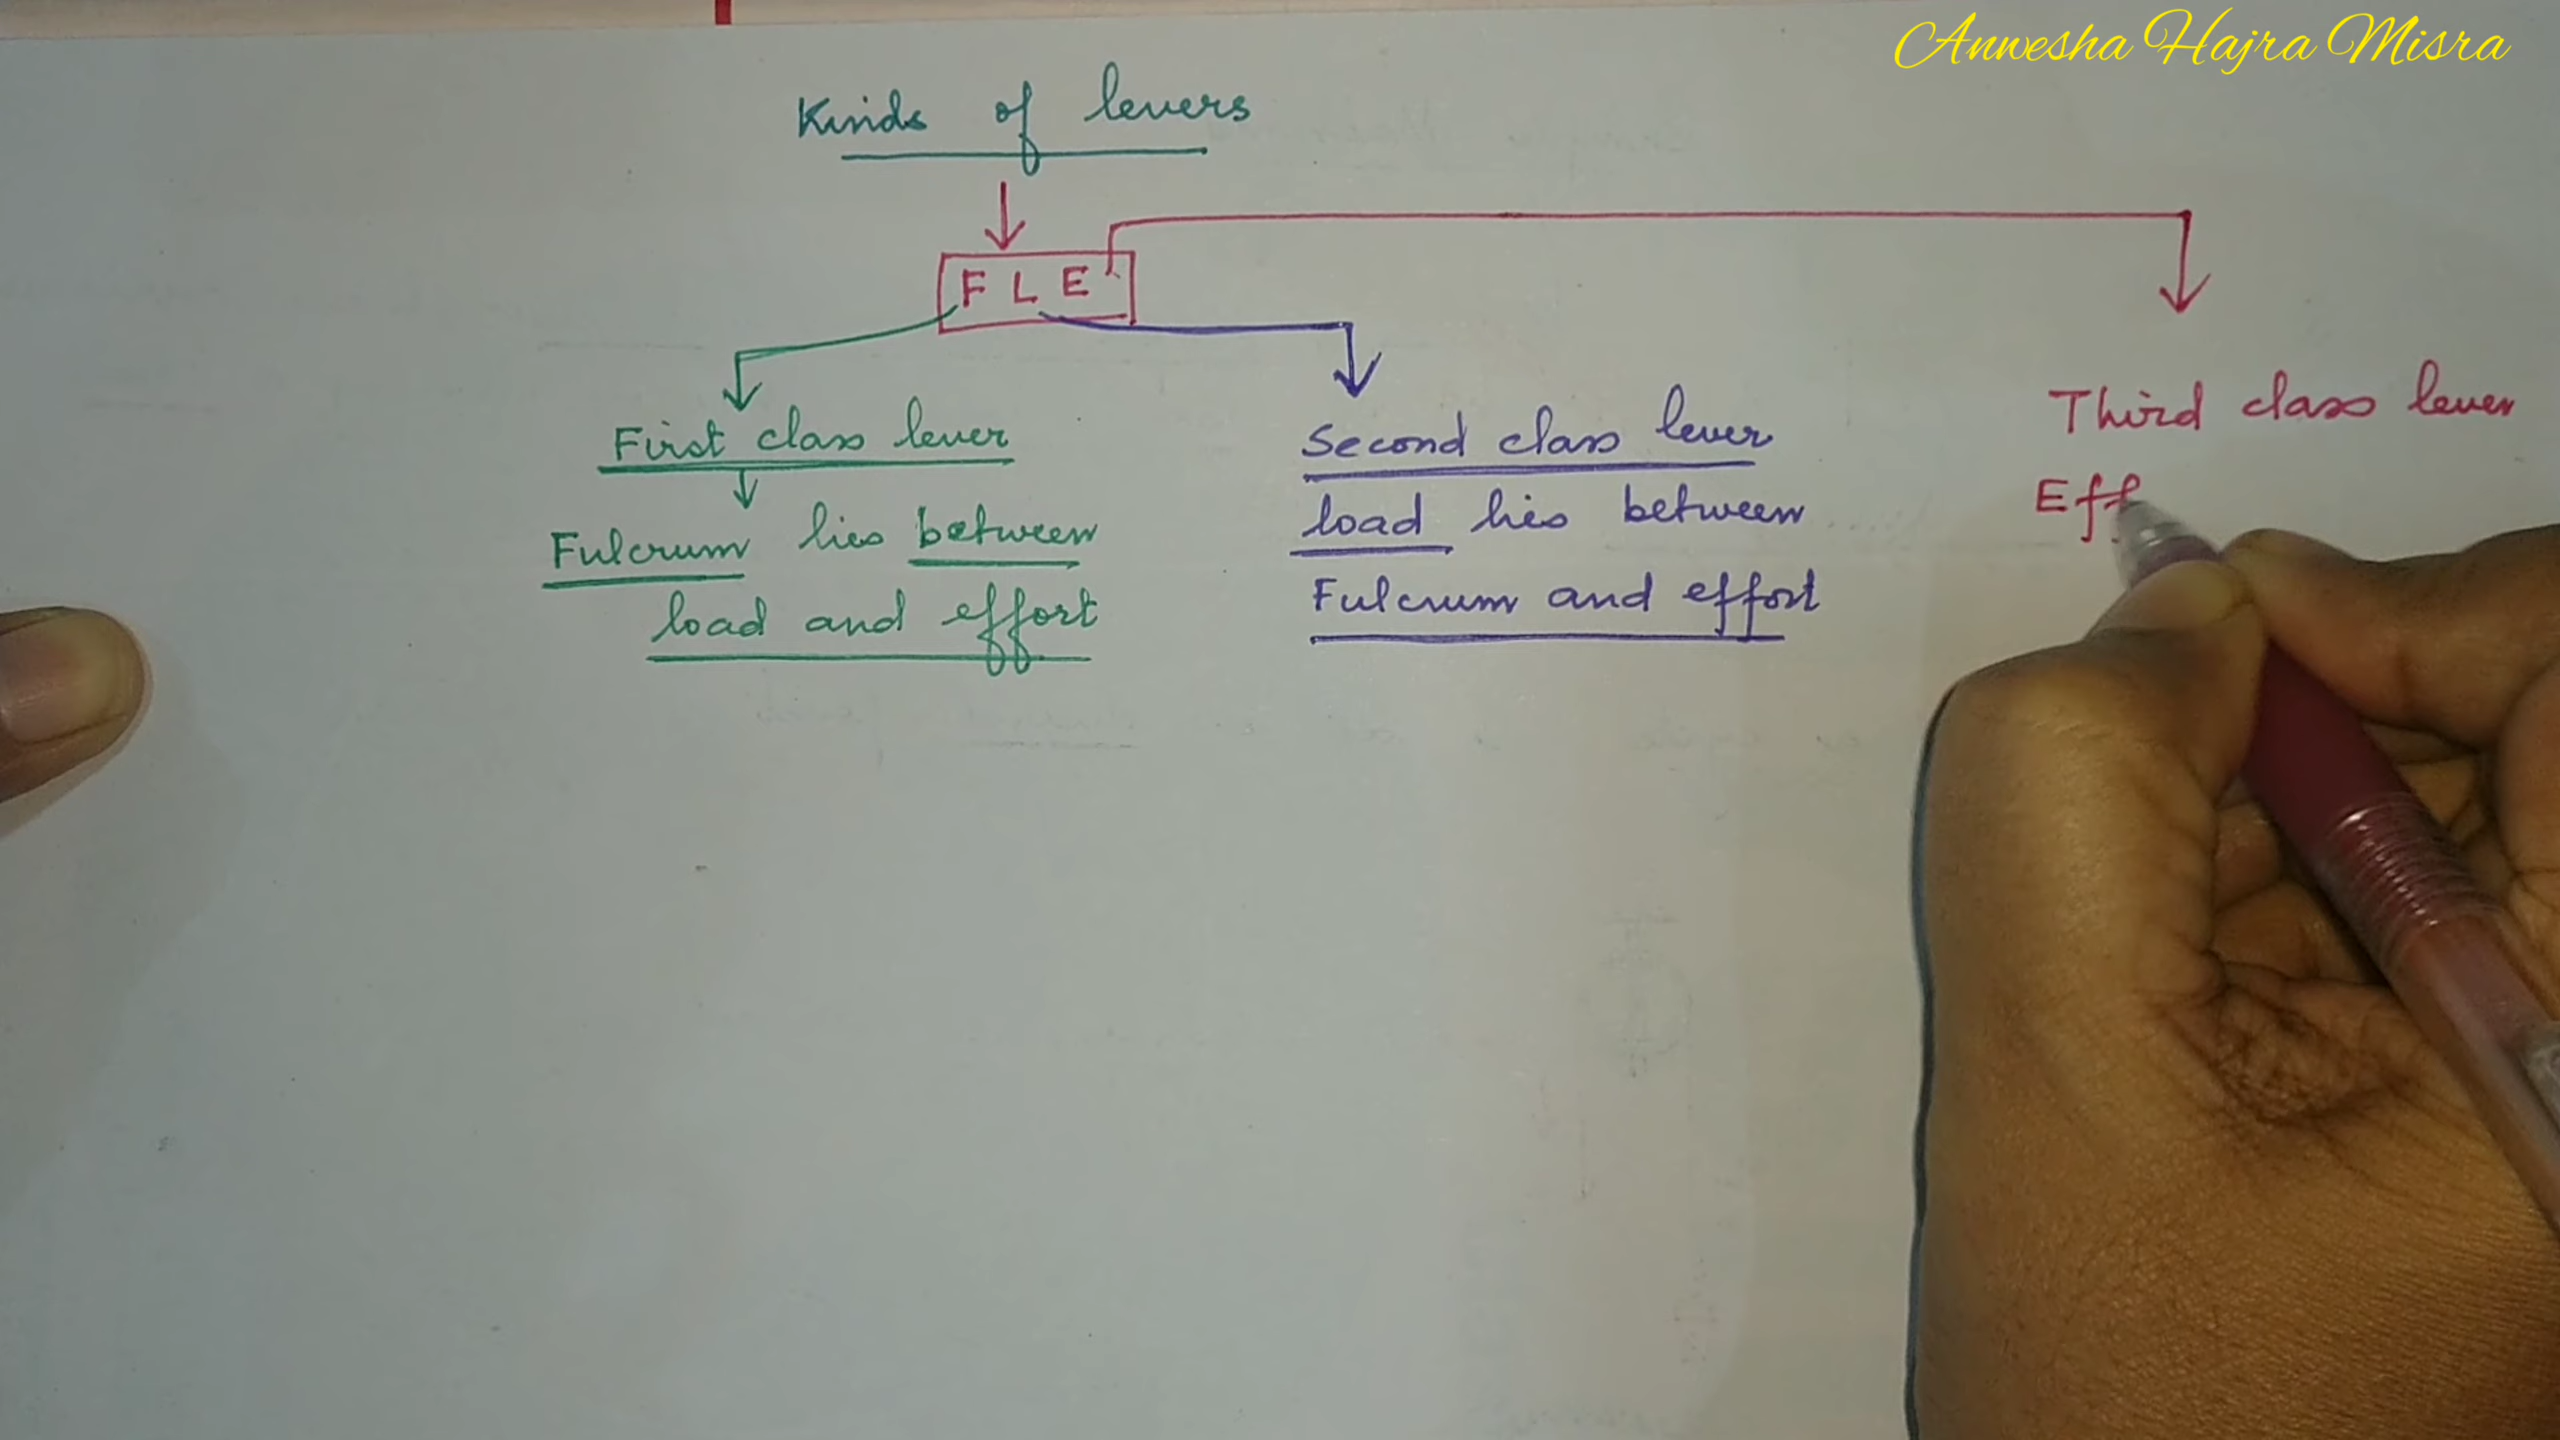 Anwesha Hajra Misra
Kinds of levers
F L E
First class lever
Fulcrum lies between
load and effort
Second class lever
load lies between
Fulcrum and effort
Third class lever
Eff